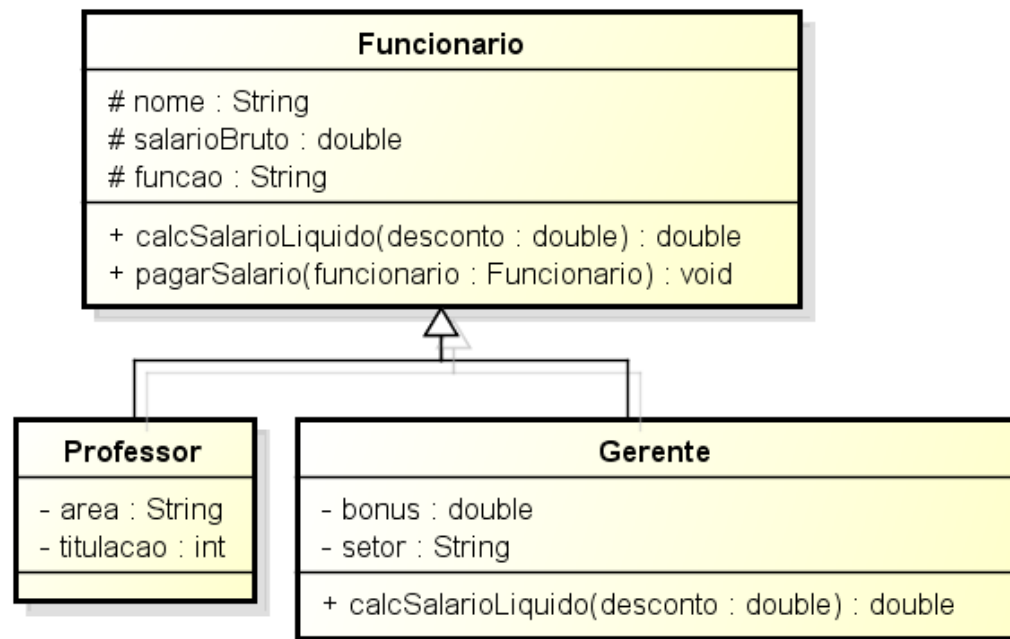 Funcionario
# nome : String
# salarioBruto : double
# funcao : String
+ calcSalarioLiquido(desconto : double) : double
+ pagarSalario(funcionario : Funcionario) : void
Professor
- area : String
- titulacao : int
Gerente
- bonus : double
- setor : String
+ calcSalarioLiquido(desconto : double) : double